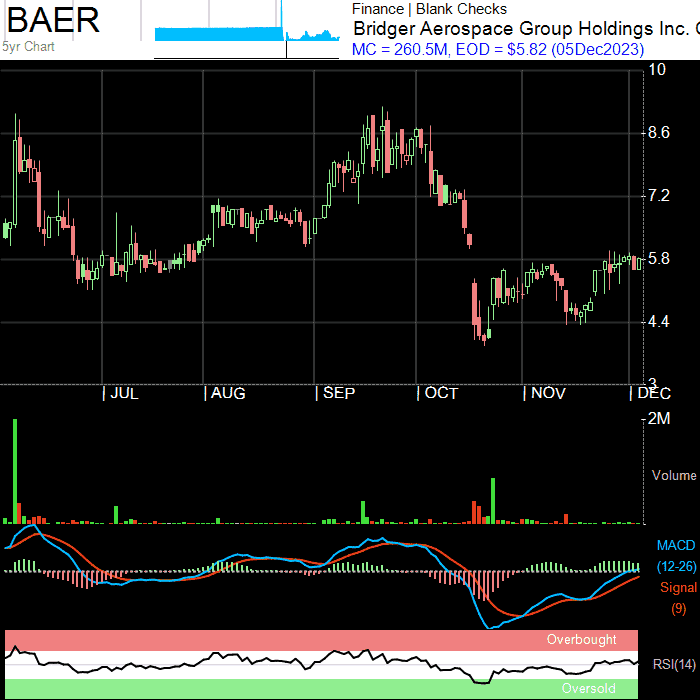 BAER
5yr Chart
Finance | Blank Checks
Bridger Aerospace Group Holdings Inc.
MC = 260.5M, EOD = $5.82 (05Dec2023)
10
8.6
7.2
5.8
4.4
3
| JUL | AUG | SEP | OCT | NOV | DEC
2M
Volume
MACD
(12-26)
Signal
(9)
Overbought
RSI(14)
Oversold